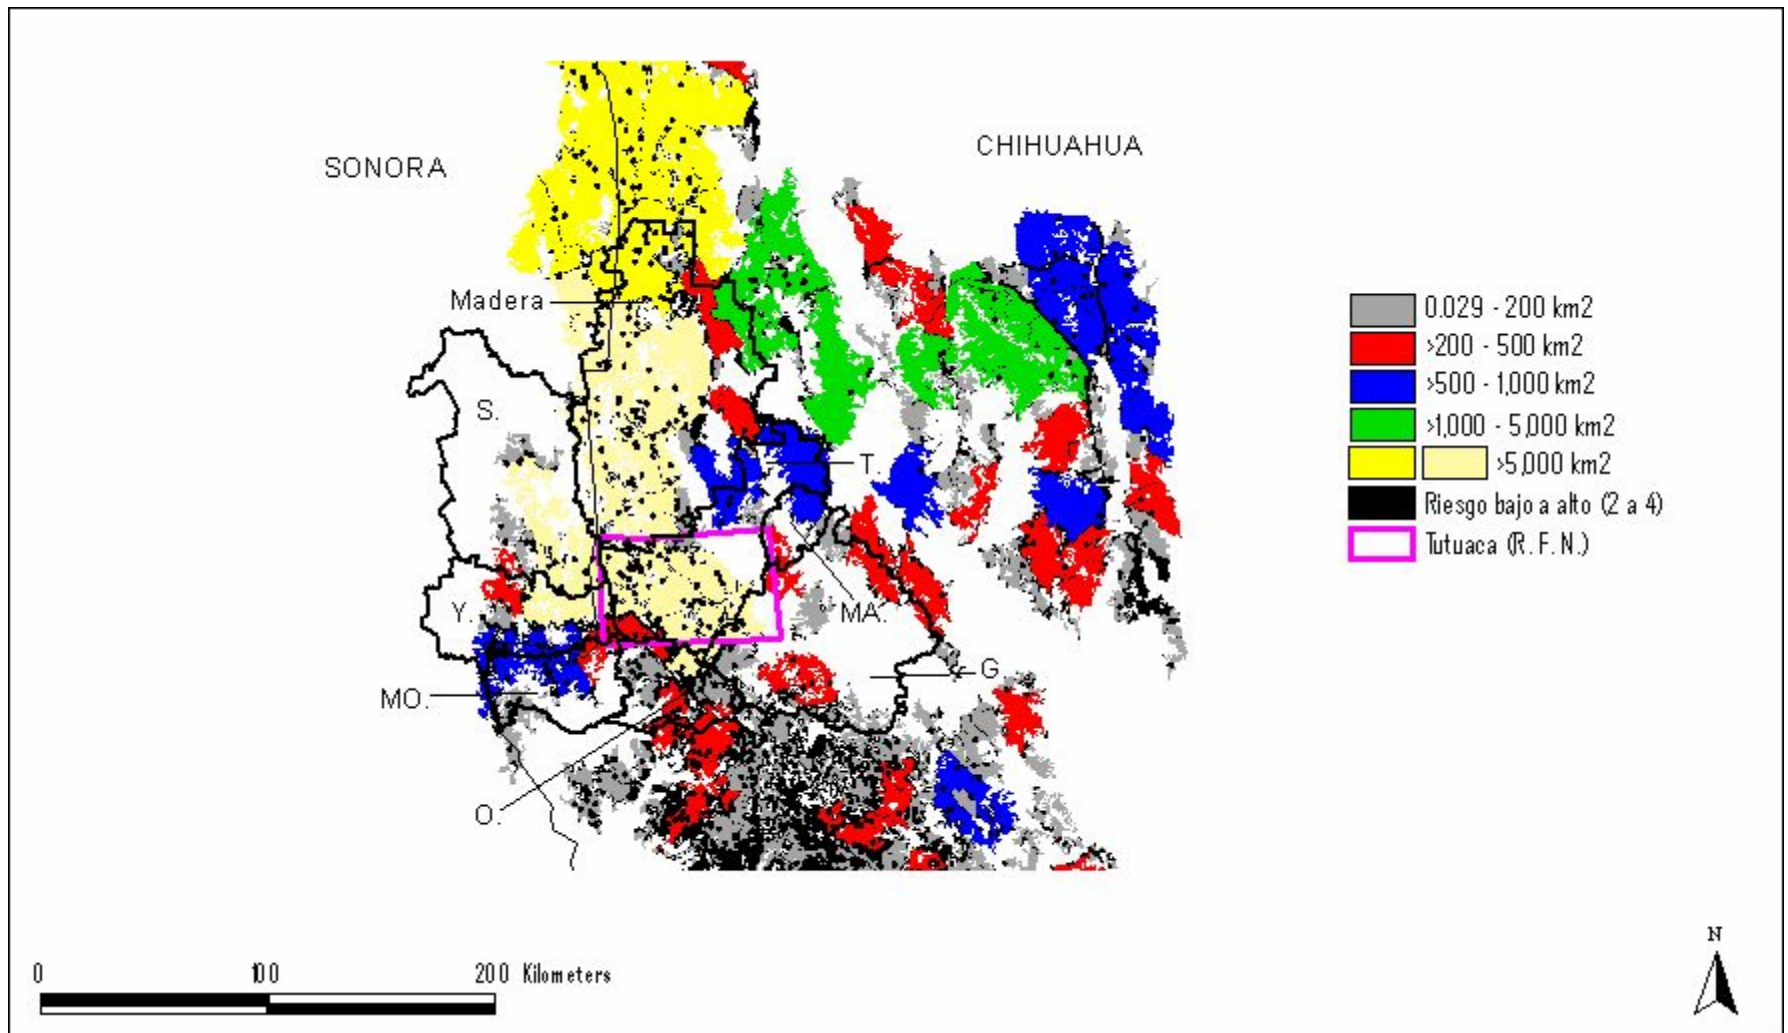 CHIHUAHUA
SONORA
Madera
S.
T.
Y.
MA.
G
MO.
O.
0.029 - 200 km2
>200 - 500 km2
>500 - 1,000 km2
>1,000 - 5,000 km2
>5,000 km2
Riesgo bajo a alto (2 a 4)
Tutuaca (R. F. N.)
0 100 200 Kilometers
N